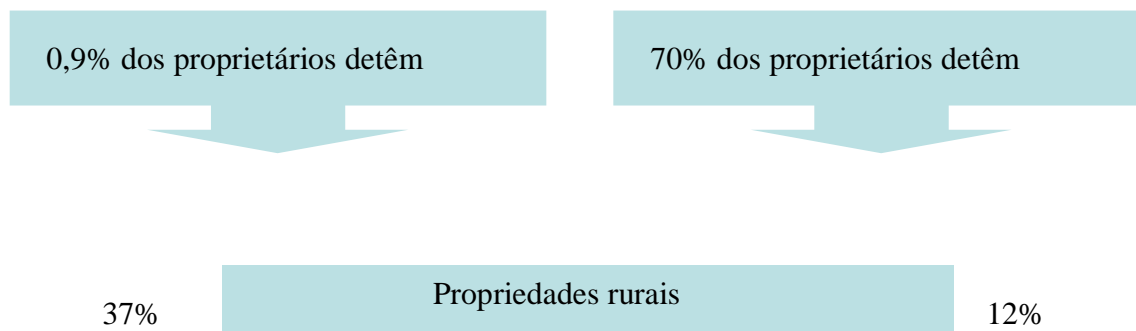 0,9% dos proprietários detêm
70% dos proprietários detêm
Propriedades rurais
37%
12%